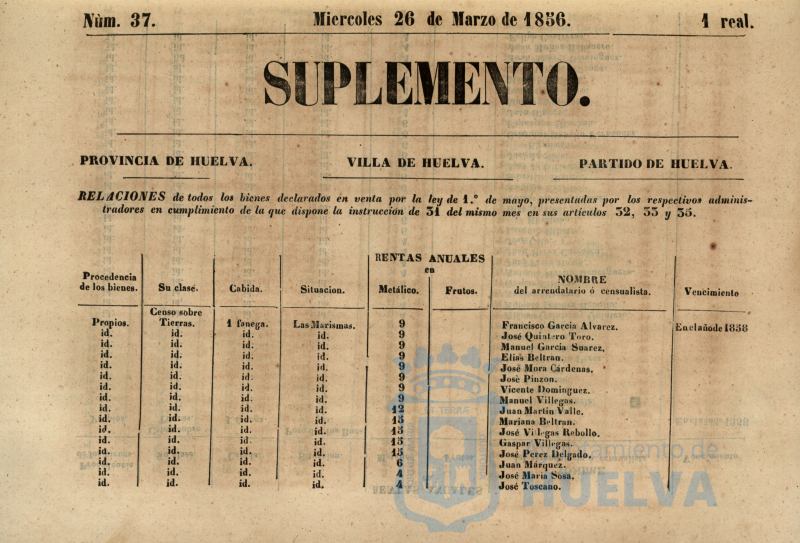 Núm. 37. Miercoles 26 de Marzo de 1856. 1 real.
SUPLEMENTO.
PROVINCIA DE HUELVA. VILLA DE HUELVA. PARTIDO DE HUELVA.
RELACIONES de todos los bienes declarados en venta por la ley de 1.º de mayo, presentadas por los respectivos adminis-
tradores en cumplimiento de la que dispone la instruccion de 31 del mismo mes en sus artículos 32, 33 y 35.
RENTAS ANUALES
en
Procedencia de los bienes. Su clase. Cabida. Situacion. Metálico. Frutos. NOMBRE del arrendatario ó censualista. Vencimiento
Censo sobre
Propios. Tierras. 1 fanega. Las Marismas. 9 Francisco Garcia Alvarez. En el año de 1858
id. id. id. id. 9 José Quintero Toro.
id. id. id. id. 9 Manuel Garcia Suarez.
id. id. id. id. 9 Elias Beltran.
id. id. id. id. 9 José Mora Cárdenas.
id. id. id. id. 9 José Pinzon.
id. id. id. id. 9 Vicente Dominguez.
id. id. id. id. 9 Manuel Villegas.
id. id. id. id. 12 Juan Martin Valle.
id. id. id. id. 15 Mariana Beltran.
id. id. id. id. 15 José Villegas Rebollo.
id. id. id. id. 15 Gaspar Villegas.
id. id. id. id. 15 José Perez Delgado.
id. id. id. id. 6 Juan Márquez.
id. id. id. id. 4 José Maria Sosa.
id. id. id. id. 4 José Toscano.
Ayuntamiento de
HUELVA